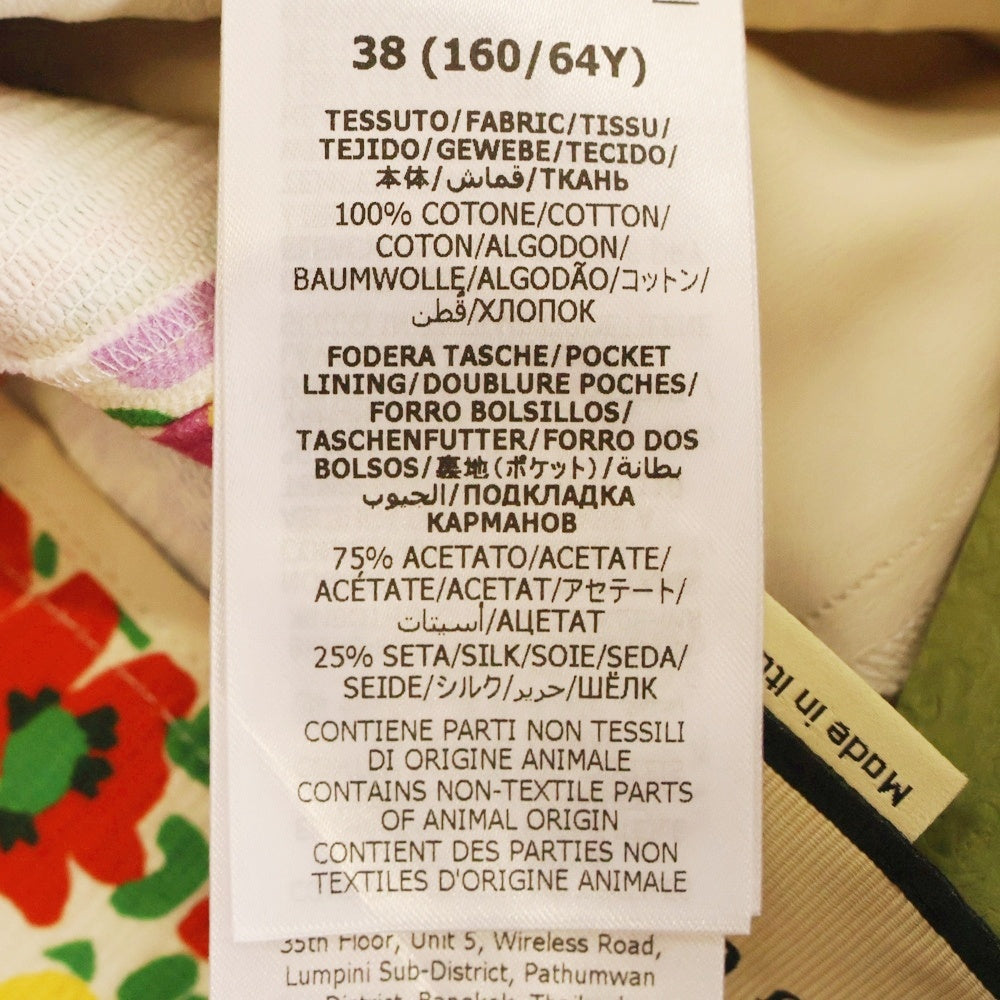 38 (160/64Y)
TESSUTO/FABRIC/TISSU/
TEJIDO/GEWEBE/TECIDO/
本体/قماش/ТКАНЬ
100% COTONE/COTTON/
COTON/ALGODON/
BAUMWOLLE/ALGODÃO/コットン/
قُطن/ХЛОПОК
FODERA TASCHE/POCKET
LINING/DOUBLURE POCHES/
FORRO BOLSILLOS/
TASCHENFUTTER/FORRO DOS
BOLSOS/裏地(ポケット)/بطانة
الجيوب/ПОДКЛАДКА
КАРМАНОВ
75% ACETATO/ACETATE/
ACÉTATE/ACETAT/アセテート/
أسيتات/АЦЕТАТ
25% SETA/SILK/SOIE/SEDA/
SEIDE/シルク/حرير/ШЁЛК
CONTIENE PARTI NON TESSILI
DI ORIGINE ANIMALE
CONTAINS NON-TEXTILE PARTS
OF ANIMAL ORIGIN
CONTIENT DES PARTIES NON
TEXTILES D'ORIGINE ANIMALE
35th Floor, Unit 5, Wireless Road,
Lumpini Sub-District, Pathumwan
District, Bangkok, Thailand
Made in